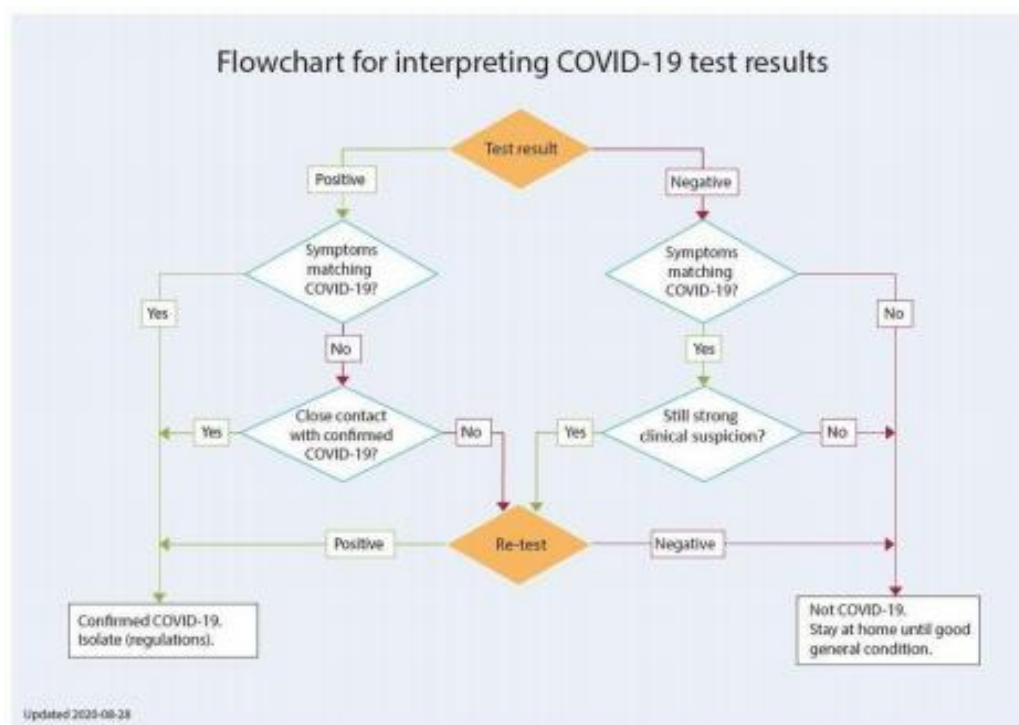 Flowchart for interpreting COVID-19 test results
Test result
Positive
Negative
Symptoms
matching
COVID-19?
Symptoms
matching
COVID-19?
Yes
No
No
Yes
Close contact
with confirmed
COVID-19?
Still strong
clinical suspicion?
Yes
No
Yes
No
Positive
Re-test
Negative
Confirmed COVID-19.
Isolate (regulations).
Not COVID-19.
Stay at home until good
general condition.
Updated 2020-08-28